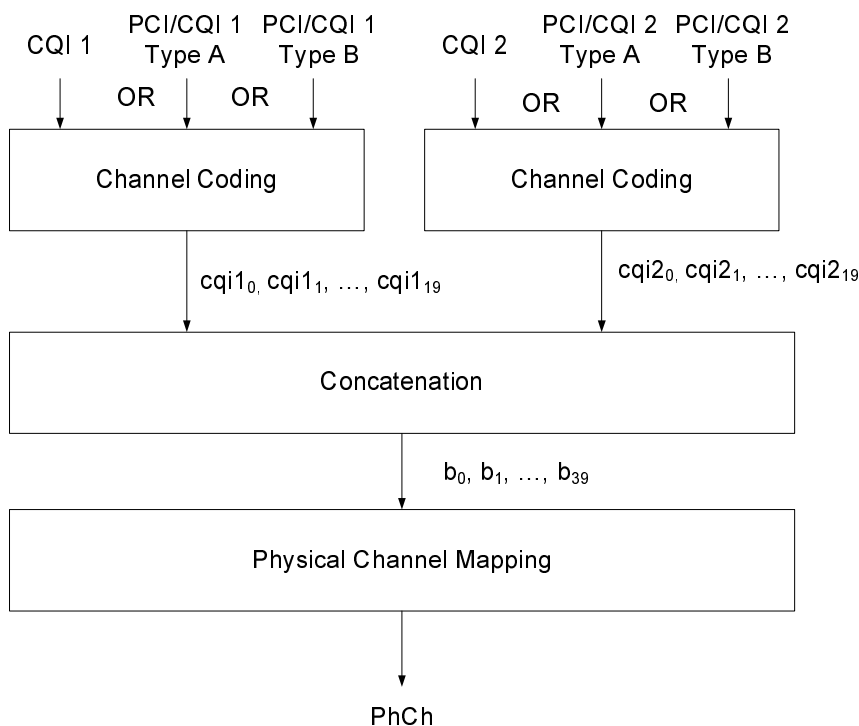 CQI 1
PCI/CQI 1
Type A
PCI/CQI 1
Type B
OR
OR
CQI 2
PCI/CQI 2
Type A
PCI/CQI 2
Type B
OR
OR
Channel Coding
Channel Coding
cqi1₀, cqi1₁, …, cqi1₁₉
cqi2₀, cqi2₁, …, cqi2₁₉
Concatenation
b₀, b₁, …, b₃₉
Physical Channel Mapping
PhCh